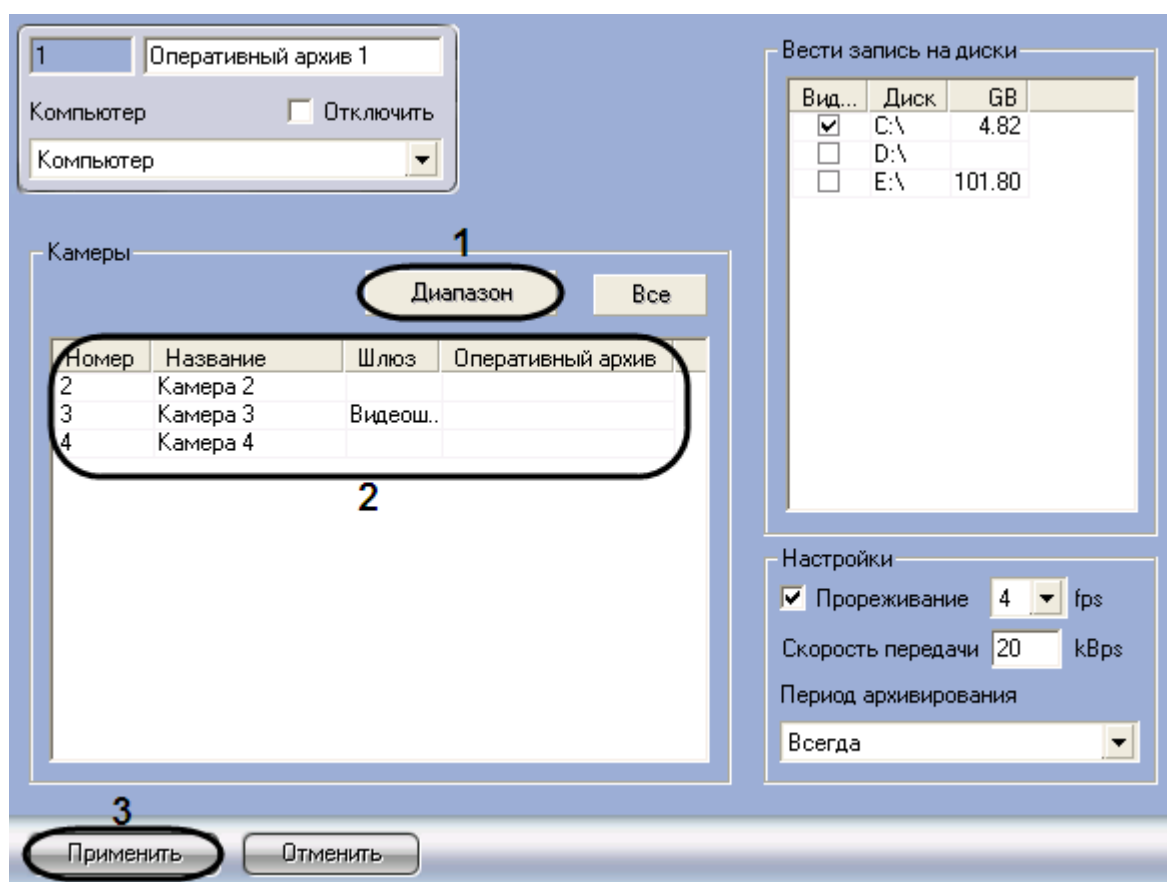 1 Оперативный архив 1
Компьютер Отключить
Компьютер
Вести запись на диски
Вид... Диск GB
C:\ 4.82
D:\
E:\ 101.80
Камеры
1
Диапазон Все
Номер Название Шлюз Оперативный архив
2 Камера 2
3 Камера 3 Видеош..
4 Камера 4
2
Настройки
Прореживание 4 fps
Скорость передачи 20 kBps
Период архивирования
Всегда
3
Применить Отменить